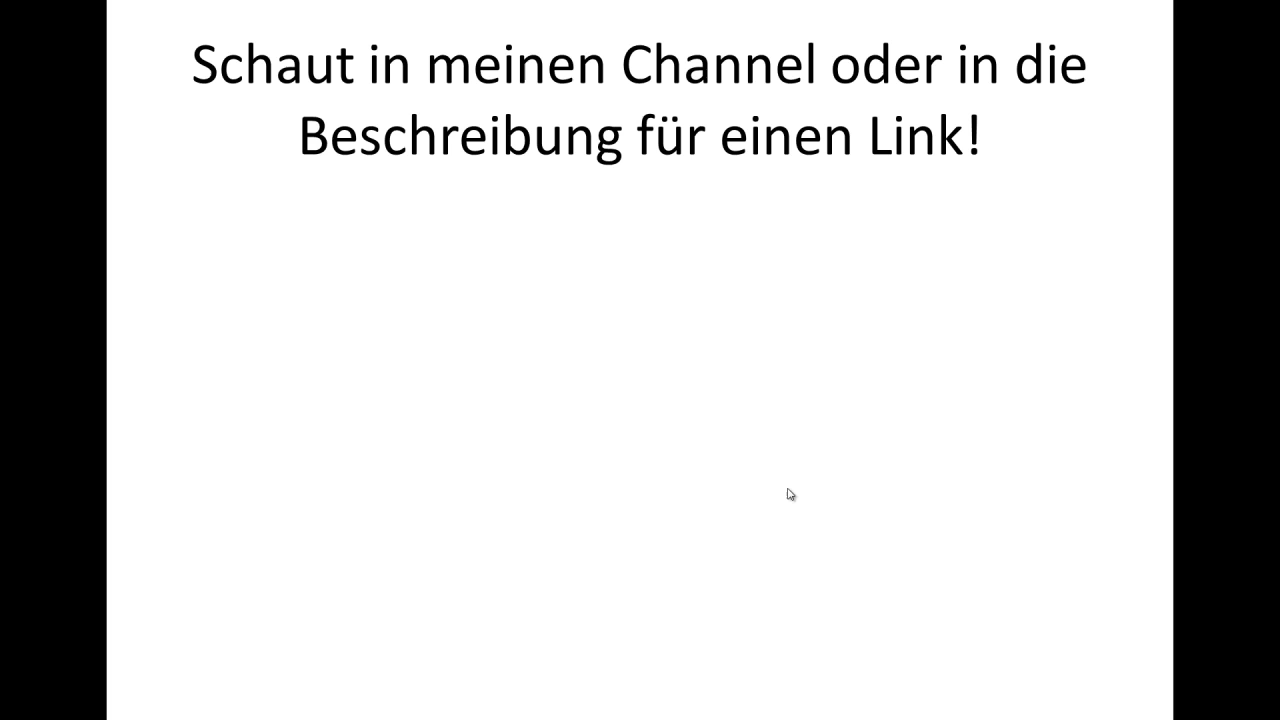 Schaut in meinen Channel oder in die
Beschreibung für einen Link!